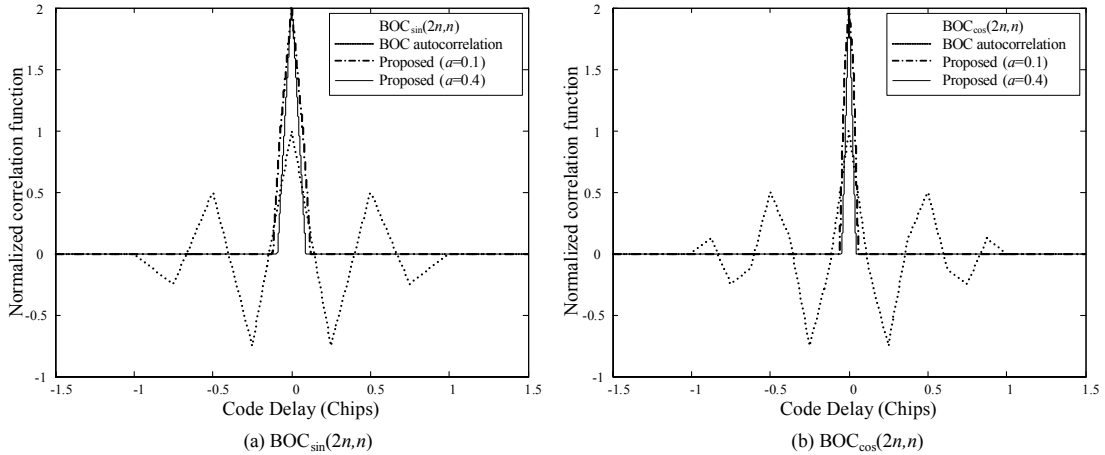 2
1.5
1
0.5
0
-0.5
-1
Normalized correlation function
BOCsin(2n,n)
BOC autocorrelation
Proposed (a=0.1)
Proposed (a=0.4)
-1.5 -1 -0.5 0 0.5 1 1.5
Code Delay (Chips)
(a) BOCsin(2n,n)
2
1.5
1
0.5
0
-0.5
-1
Normalized correlation function
BOCcos(2n,n)
BOC autocorrelation
Proposed (a=0.1)
Proposed (a=0.4)
-1.5 -1 -0.5 0 0.5 1 1.5
Code Delay (Chips)
(b) BOCcos(2n,n)